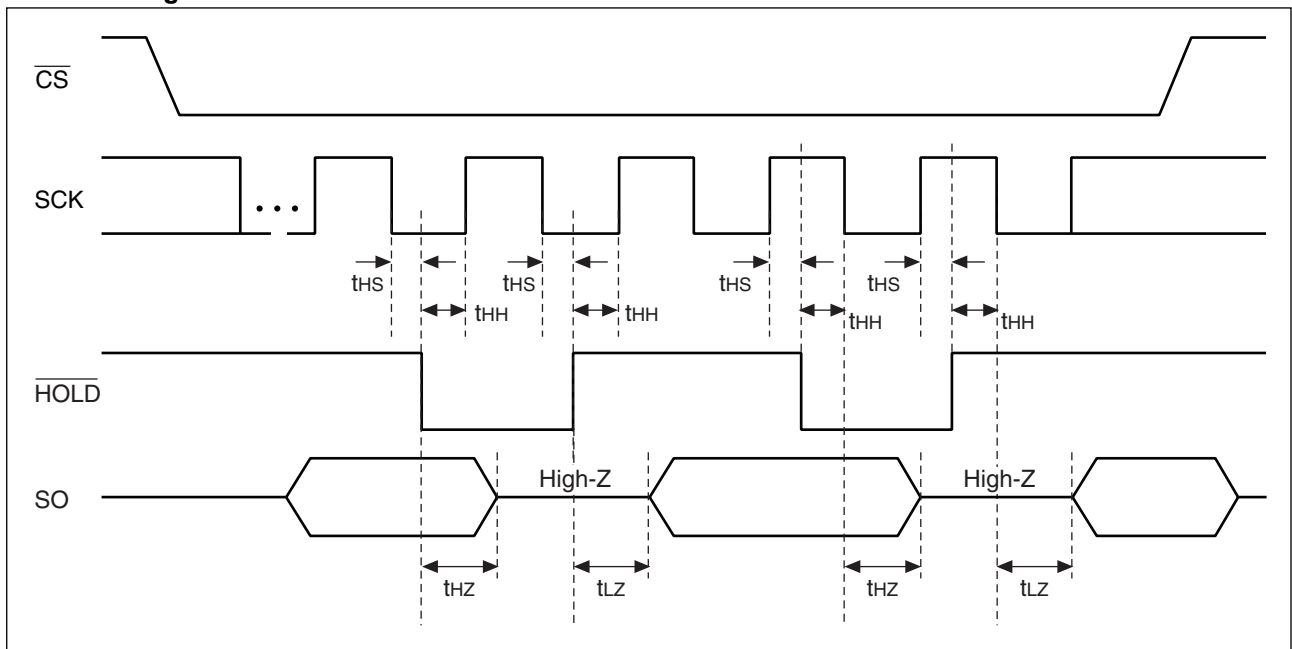 CS
SCK
...
tHS tHS tHS tHS
tHH tHH tHH tHH
HOLD
High-Z High-Z
SO
tHZ tLZ tHZ tLZ